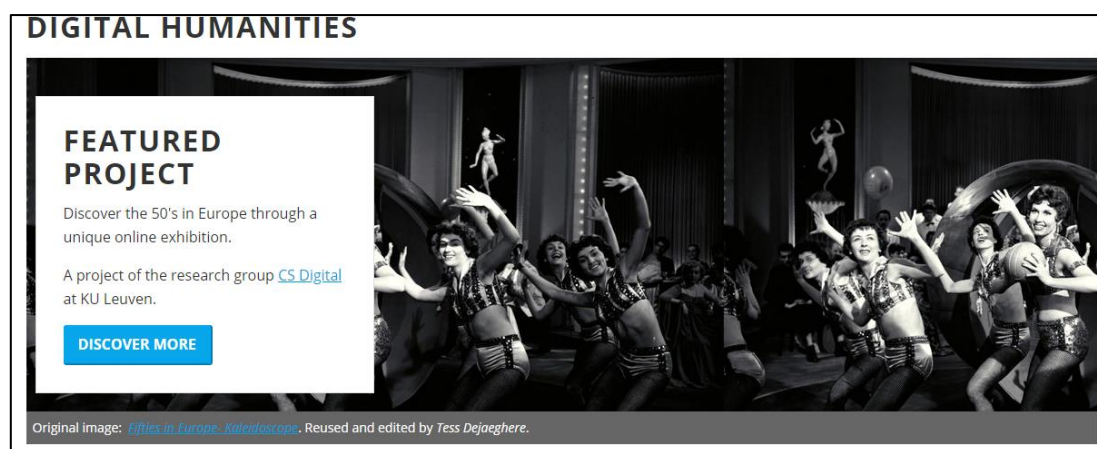 DIGITAL HUMANITIES
FEATURED
PROJECT
Discover the 50's in Europe through a
unique online exhibition.
A project of the research group CS Digital
at KU Leuven.
DISCOVER MORE
Original image: Fifties in Europe- Kaleidoscope. Reused and edited by Tess Dejaeghere.